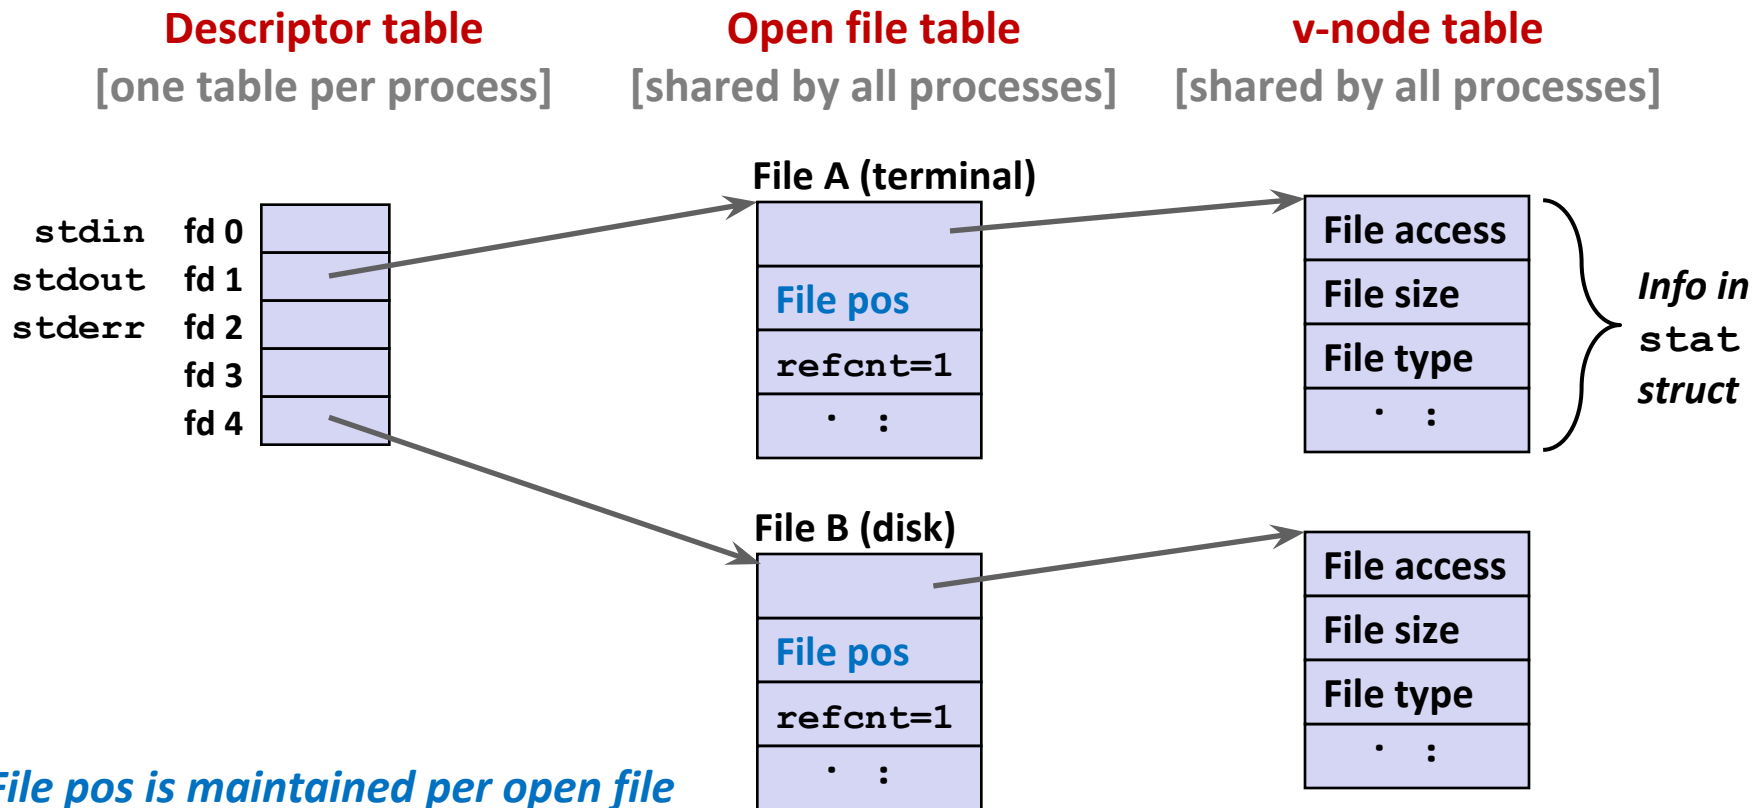 Descriptor table
[one table per process]
Open file table
[shared by all processes]
v-node table
[shared by all processes]
stdin fd 0
stdout fd 1
stderr fd 2
fd 3
fd 4
File A (terminal)
File pos
refcnt=1
. :
File access
File size
File type
. :
Info in
stat
struct
File B (disk)
File pos
refcnt=1
. :
File access
File size
File type
. :
File pos is maintained per open file